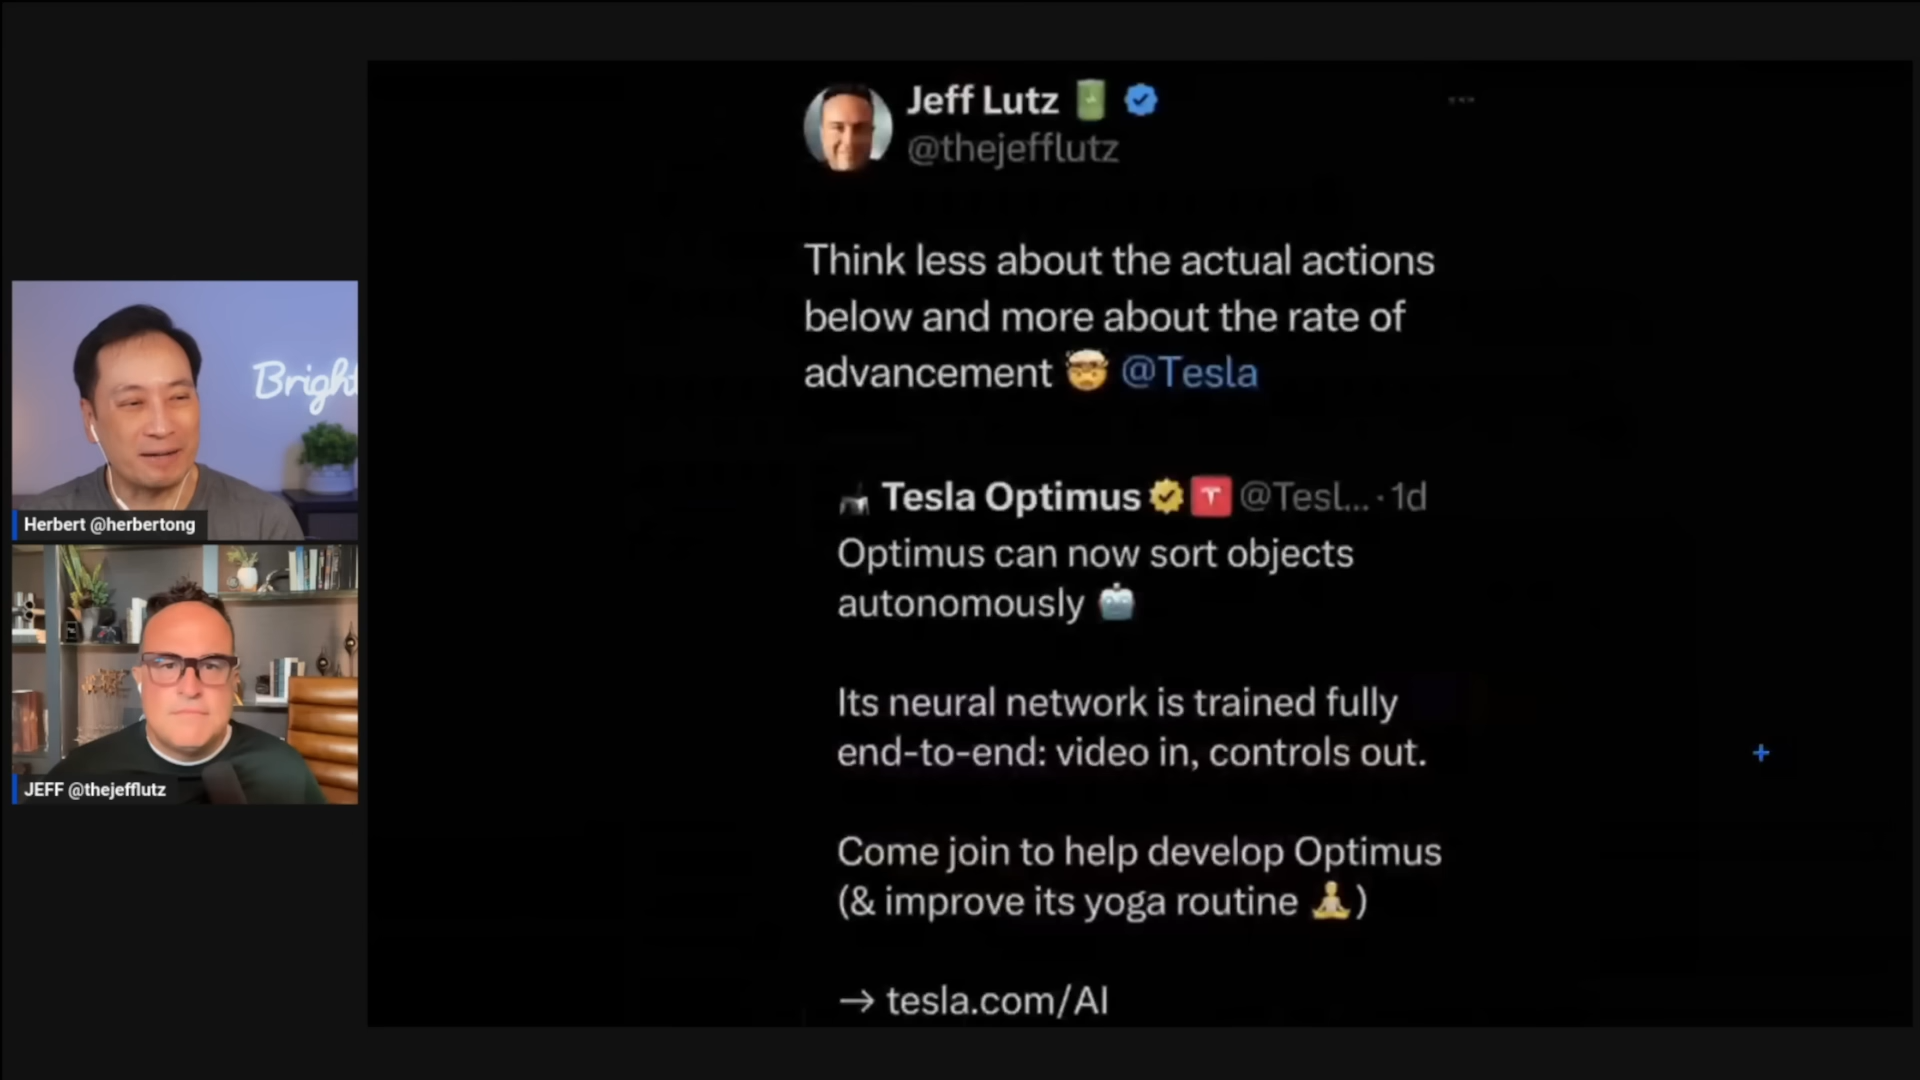 Jeff Lutz
@thejefflutz
Think less about the actual actions
below and more about the rate of
advancement 🤯 @Tesla
Tesla Optimus @Tesl... · 1d
Optimus can now sort objects
autonomously 🤖
Its neural network is trained fully
end-to-end: video in, controls out.
Come join to help develop Optimus
(& improve its yoga routine 🧘)
→ tesla.com/AI
Bright
Herbert @herbertong
JEFF @thejefflutz